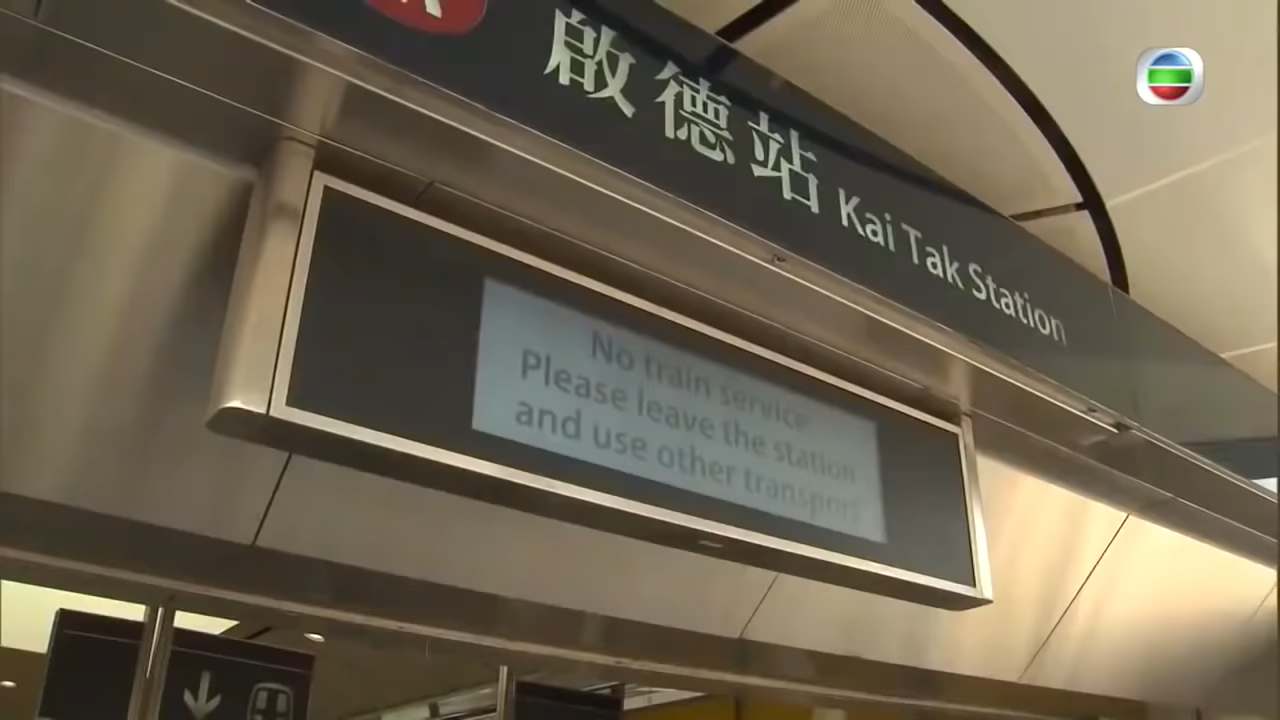 啟德站 Kai Tak Station
No train service
Please leave the station
and use other transport